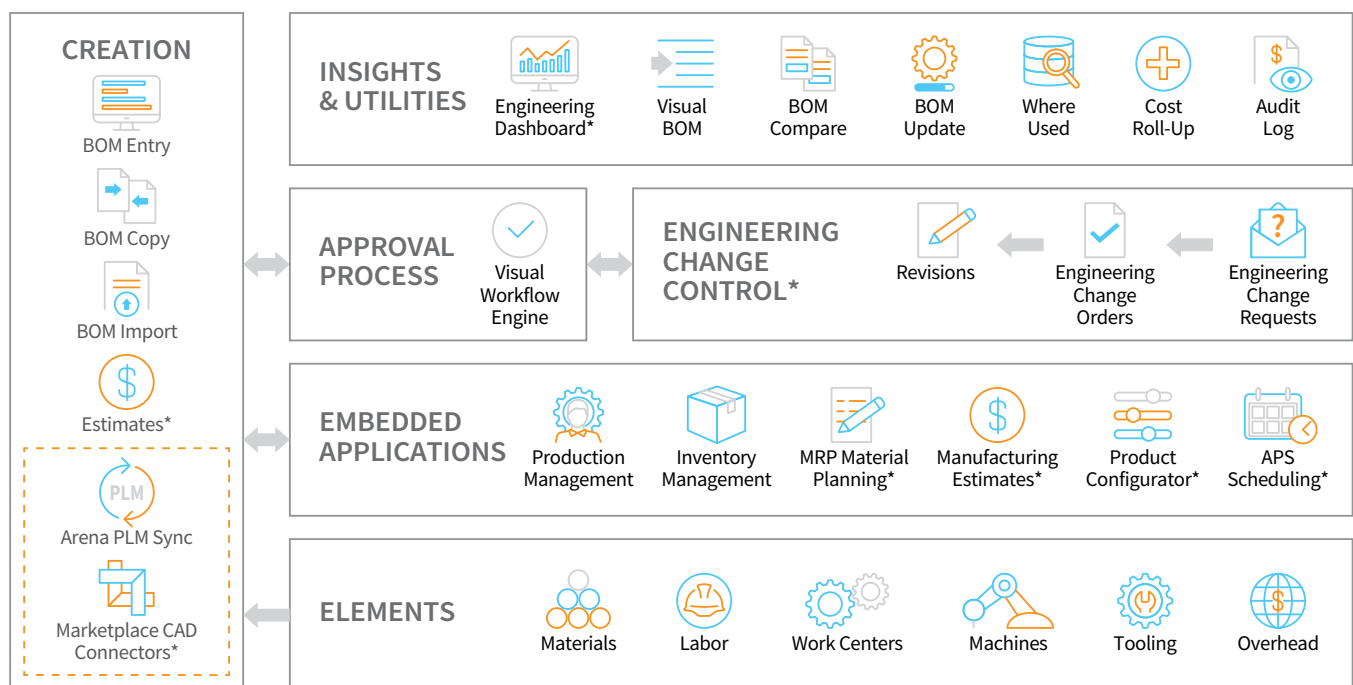 CREATION
BOM Entry
BOM Copy
BOM Import
$
Estimates*
PLM
Arena PLM Sync
Marketplace CAD
Connectors*
INSIGHTS
& UTILITIES
Engineering
Dashboard*
Visual
BOM
BOM
Compare
BOM
Update
Where
Used
Cost
Roll-Up
$
Audit
Log
APPROVAL
PROCESS
Visual
Workflow
Engine
ENGINEERING
CHANGE
CONTROL*
Revisions
Engineering
Change
Orders
?
Engineering
Change
Requests
EMBEDDED
APPLICATIONS
Production
Management
Inventory
Management
MRP Material
Planning*
$
Manufacturing
Estimates*
Product
Configurator*
APS
Scheduling*
ELEMENTS
Materials
Labor
Work Centers
Machines
Tooling
$
Overhead